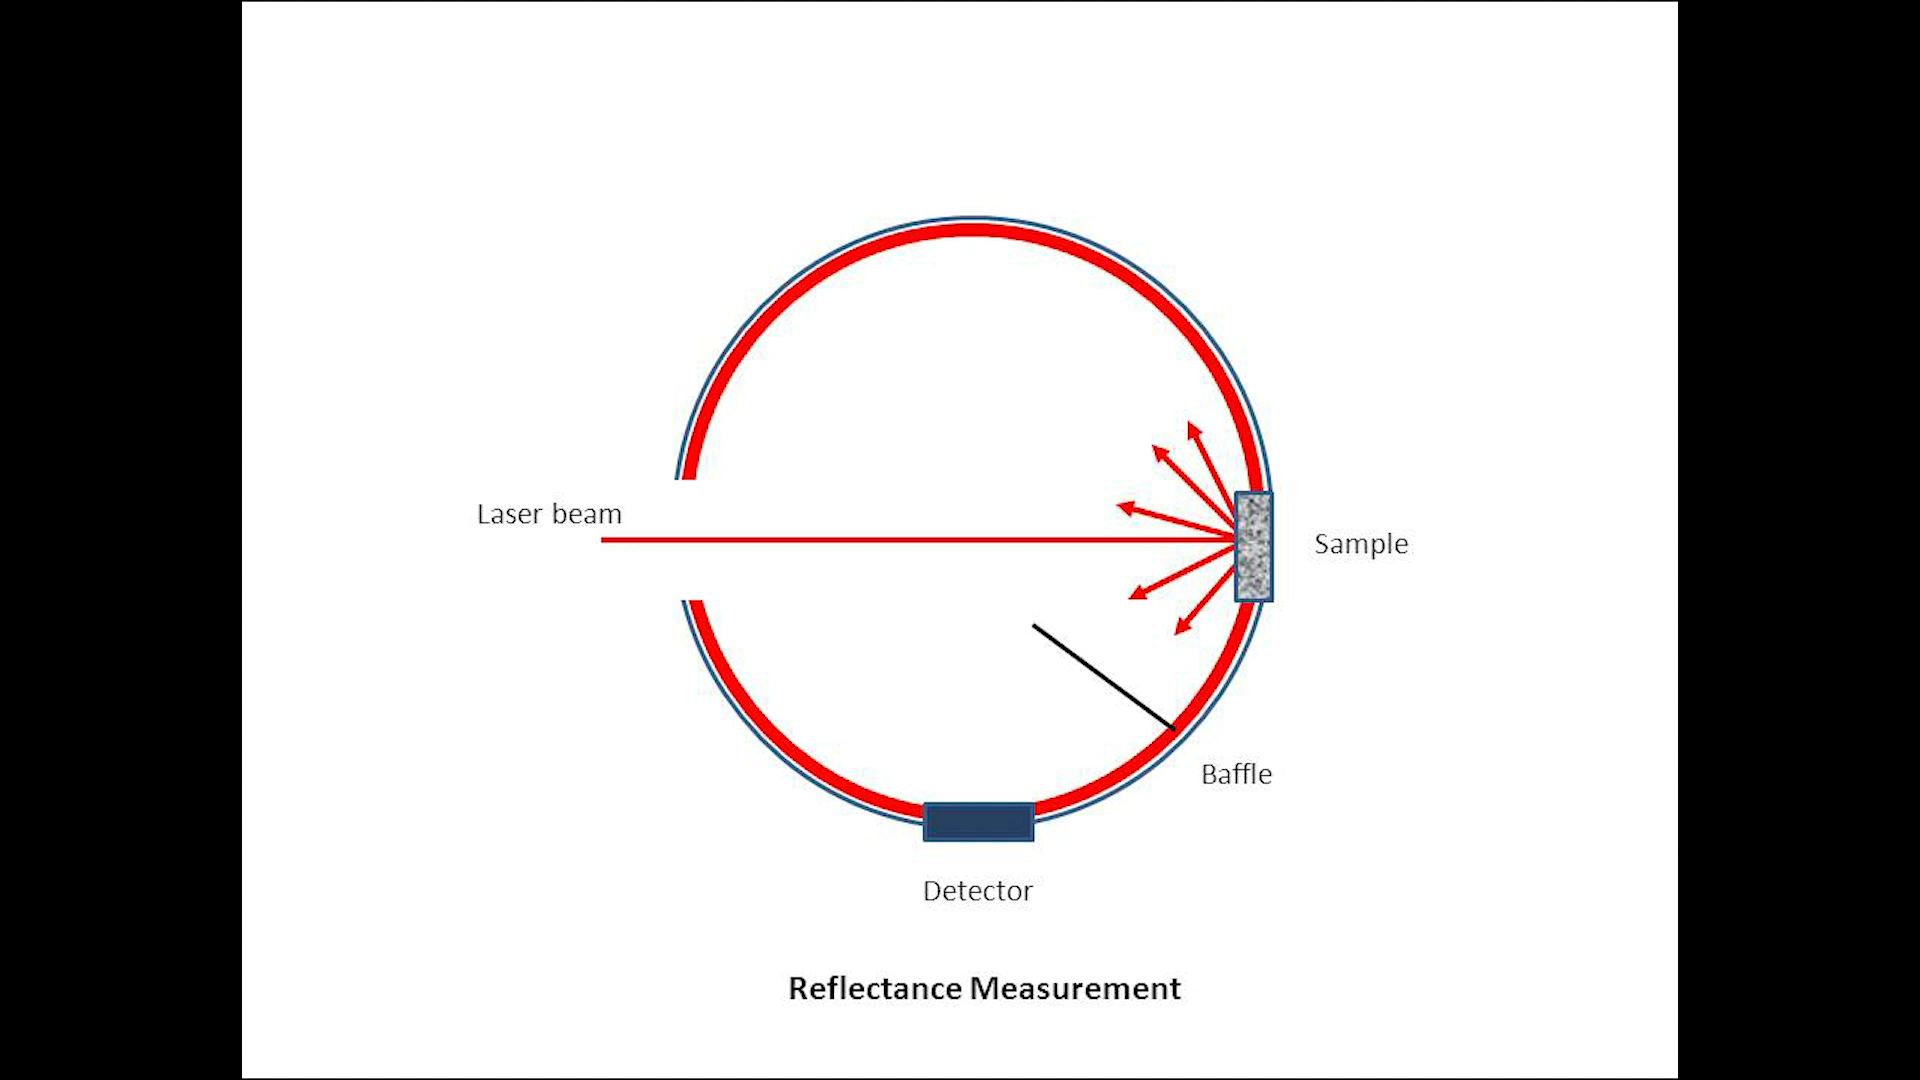 Laser beam
Sample
Baffle
Detector
Reflectance Measurement